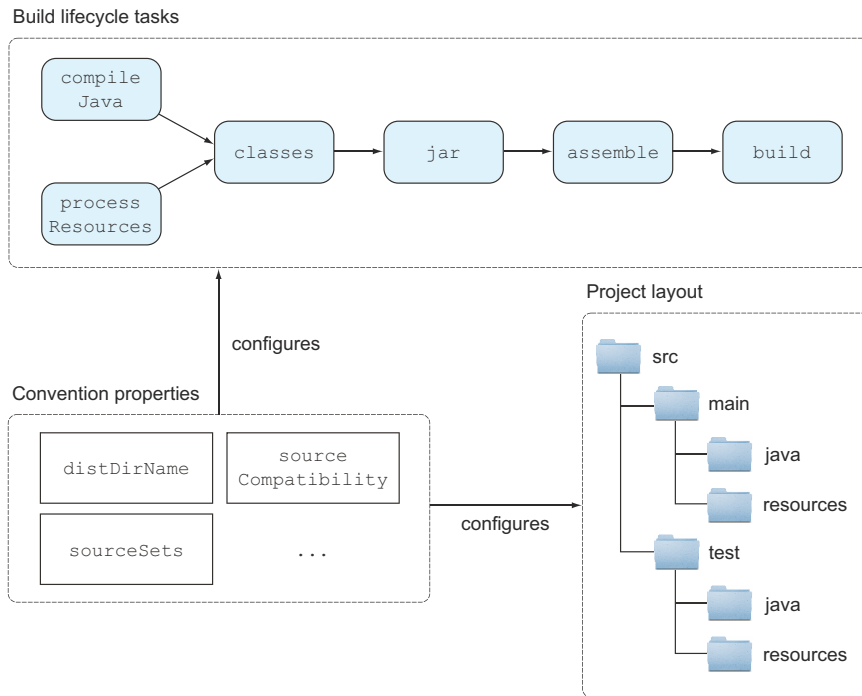 Build lifecycle tasks
compile
Java
process
Resources
classes
jar
assemble
build
configures
Convention properties
distDirName
source
Compatibility
sourceSets
...
configures
Project layout
src
main
java
resources
test
java
resources